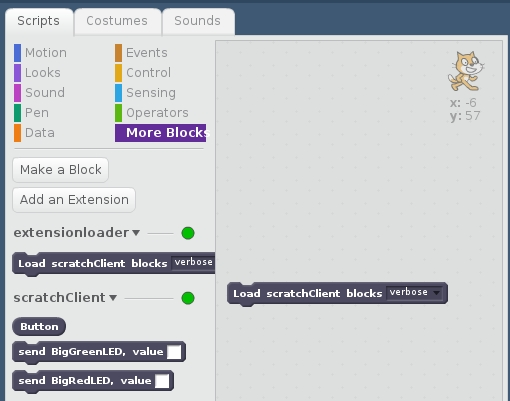 Scripts Costumes Sounds
Motion Events
Looks Control
Sound Sensing
Pen Operators
Data More Blocks
x: -6
y: 57
Make a Block
Add an Extension
extionloader
Load scratchClient blocks verbose
Load scratchClient blocks verbose
scratchClient
Button
send BigGreenLED, value
send BigRedLED, value